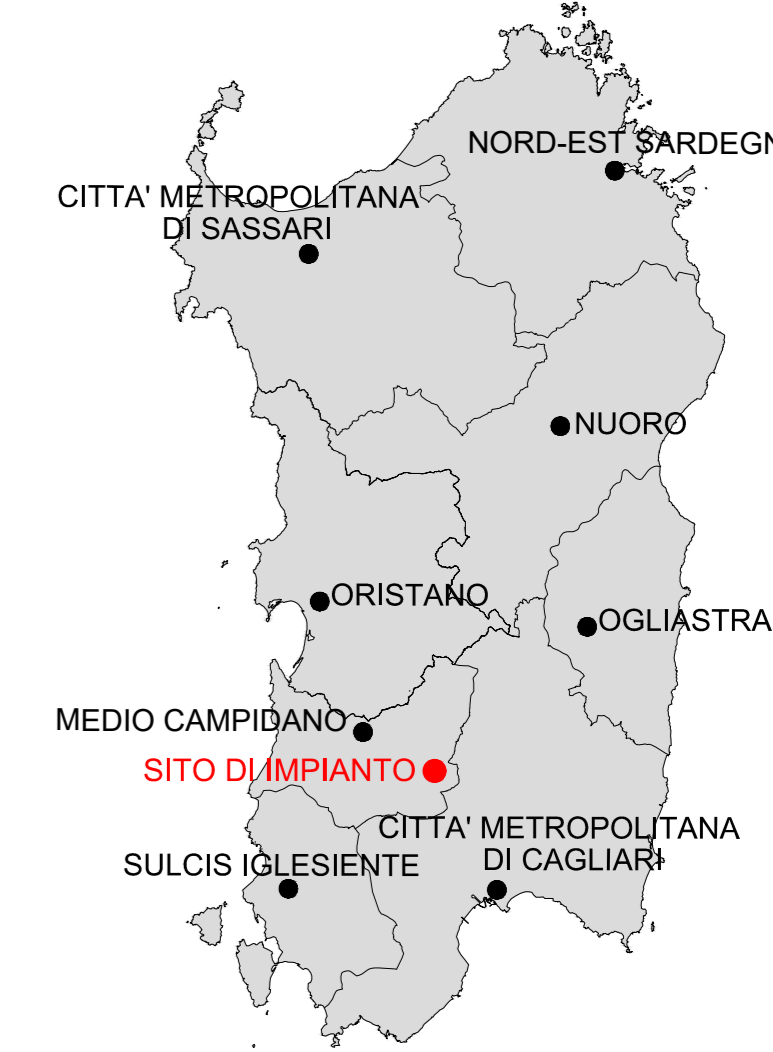 NORD-EST SARDEGN
CITTA' METROPOLITANA
DI SASSARI
NUORO
ORISTANO
OGLIASTRA
MEDIO CAMPIDANO
SITO DI IMPIANTO
CITTA' METROPOLITANA
DI CAGLIARI
SULCIS IGLESIENTE